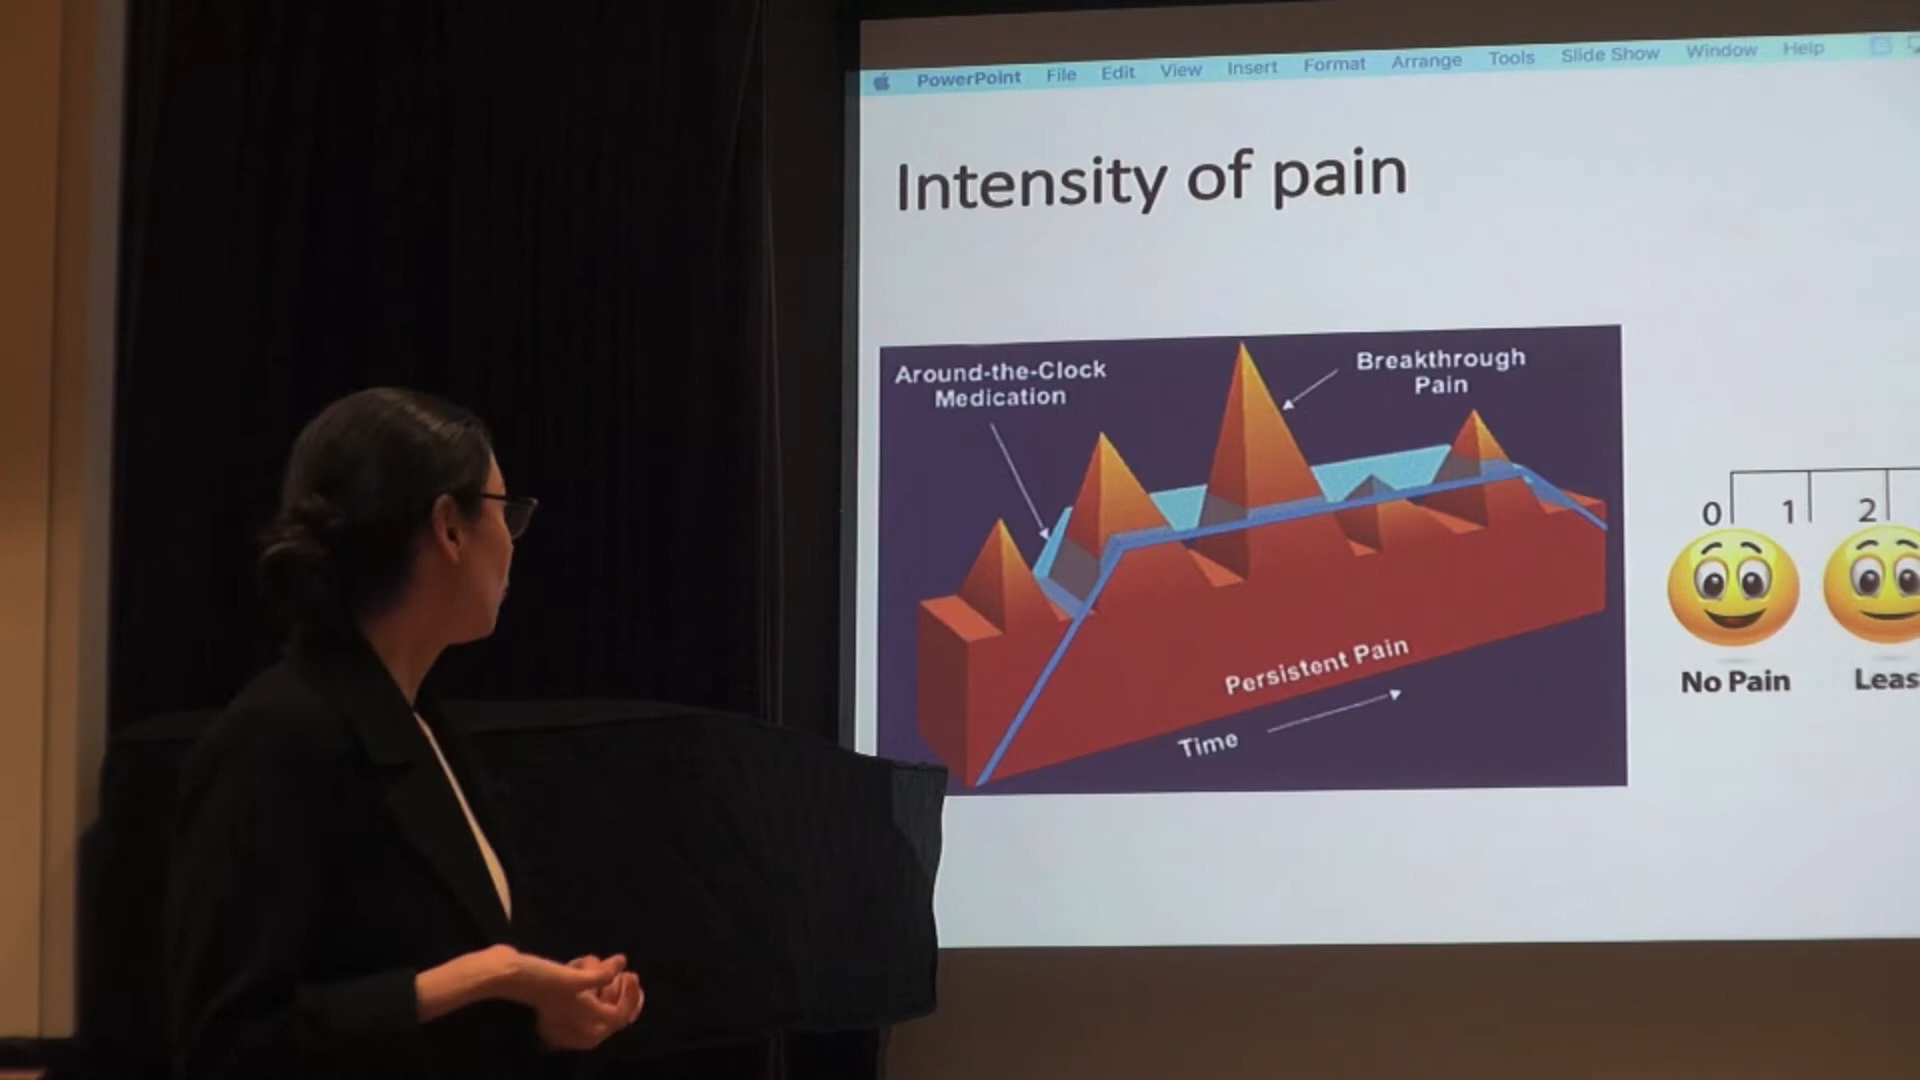 PowerPoint File Edit View Insert Format Arrange Tools Slide Show Window Help
Intensity of pain
Around-the-Clock
Medication
Breakthrough
Pain
Persistent Pain
Time
0 1 2
No Pain
Leas